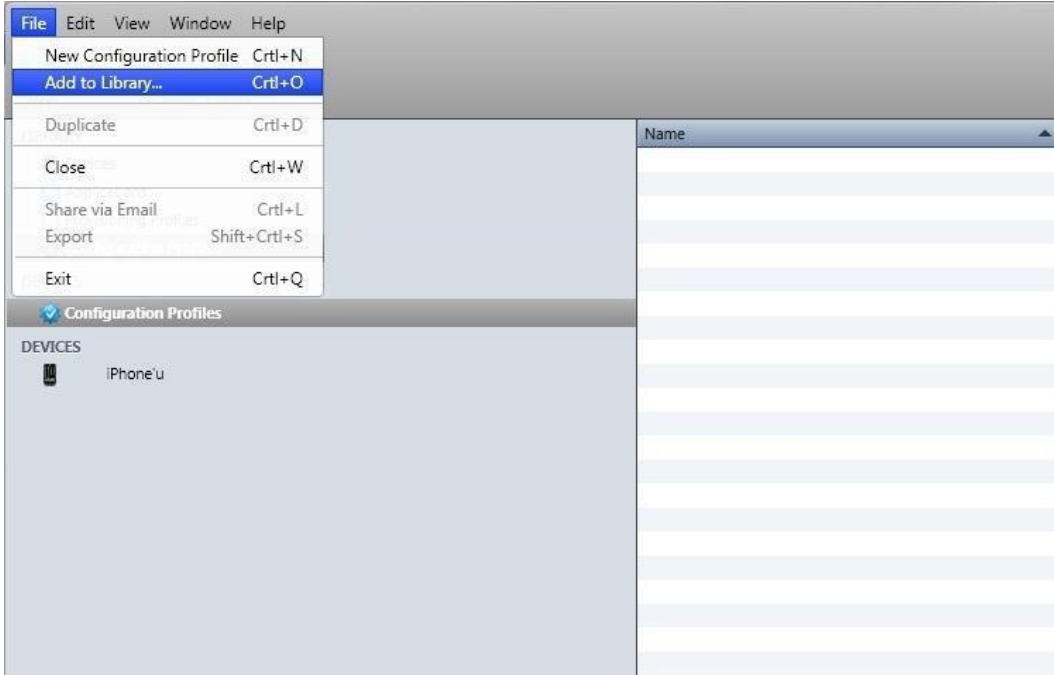 File Edit View Window Help
New Configuration Profile Crtl+N
Add to Library... Crtl+O
Duplicate Crtl+D
Close Crtl+W
Share via Email Crtl+L
Export Shift+Crtl+S
Exit Crtl+Q
Configuration Profiles
DEVICES
iPhone'u
Name